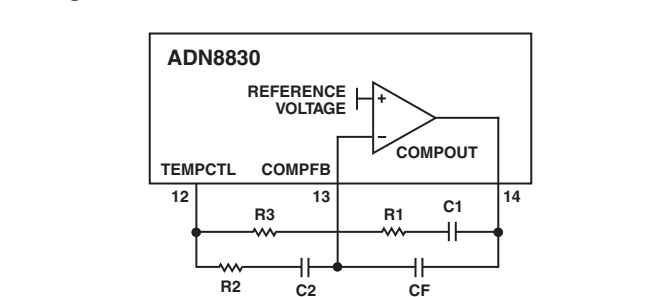 ADN8830
REFERENCE
VOLTAGE
+
−
COMPOUT
TEMPCTL COMPFB
12 13 14
R3 R1 C1
R2 C2 CF